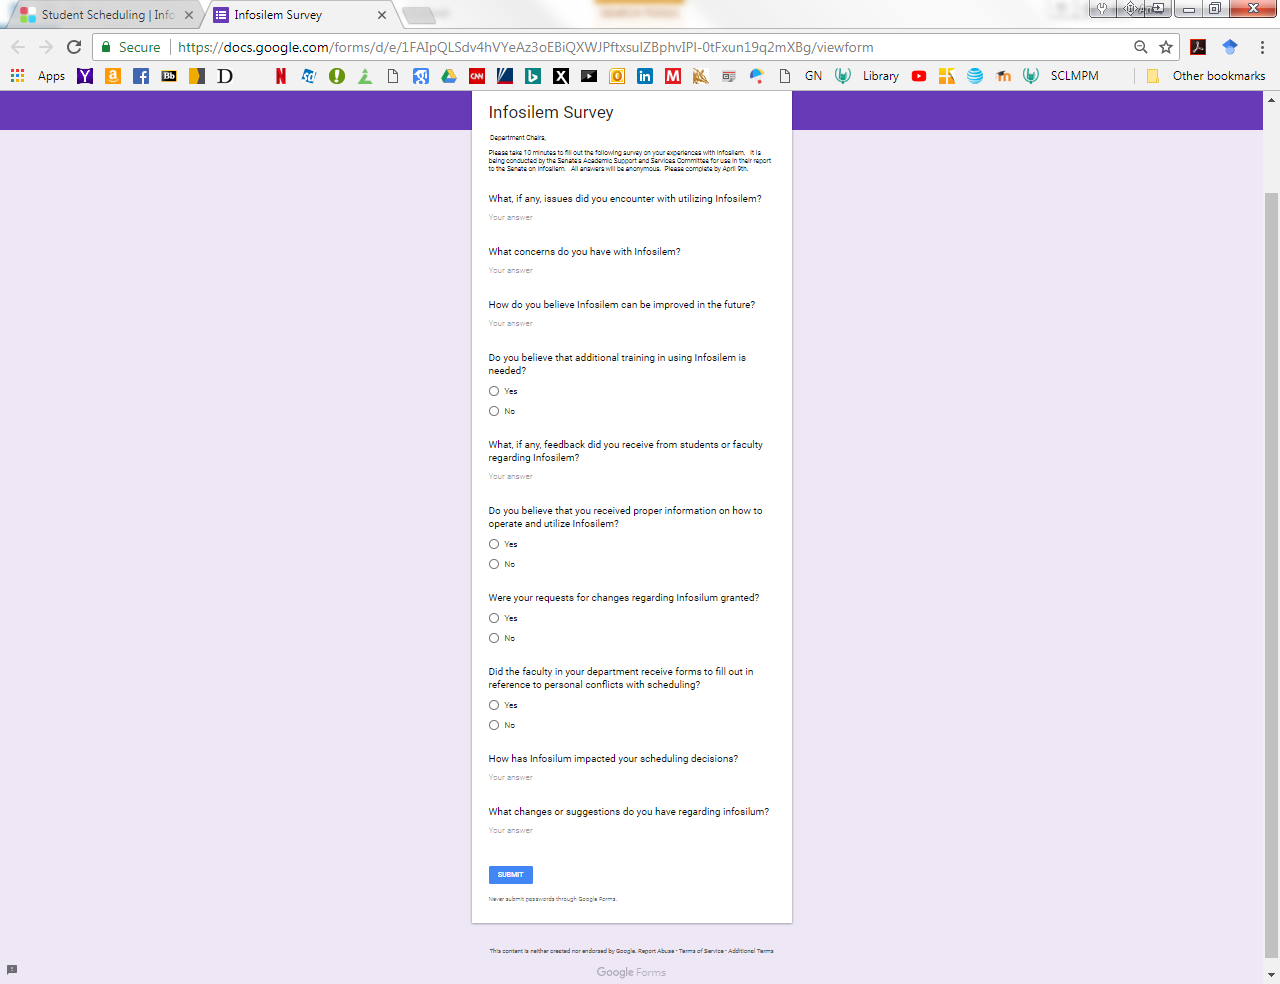 Student Scheduling | Info
Infosilem Survey
Secure
https://docs.google.com/forms/d/e/1FAIpQLSdv4hVYeAz3oEBiQXWJPftxsuIZBphvIPI-0tFxun19q2mXBg/viewform
Apps
GN
Library
SCLMPM
Other bookmarks
Infosilem Survey
Department Chairs,
Please take 10 minutes to fill out the following survey on your experiences with Infosilem. It is
being conducted by the Senate's Academic Support and Services Committee for use in their report
to the Senate on Infosilem. All answers will be anonymous. Please complete by April 9th.
What, if any, issues did you encounter with utilizing Infosilem?
Your answer
What concerns do you have with Infosilem?
Your answer
How do you believe Infosilem can be improved in the future?
Your answer
Do you believe that additional training in using Infosilem is
needed?
Yes
No
What, if any, feedback did you receive from students or faculty
regarding Infosilem?
Your answer
Do you believe that you received proper information on how to
operate and utilize Infosilem?
Yes
No
Were your requests for changes regarding Infosilum granted?
Yes
No
Did the faculty in your department receive forms to fill out in
reference to personal conflicts with scheduling?
Yes
No
How has Infosilum impacted your scheduling decisions?
Your answer
What changes or suggestions do you have regarding infosilum?
Your answer
SUBMIT
Never submit passwords through Google Forms.
This content is neither created nor endorsed by Google. Report Abuse - Terms of Service - Additional Terms
Google Forms